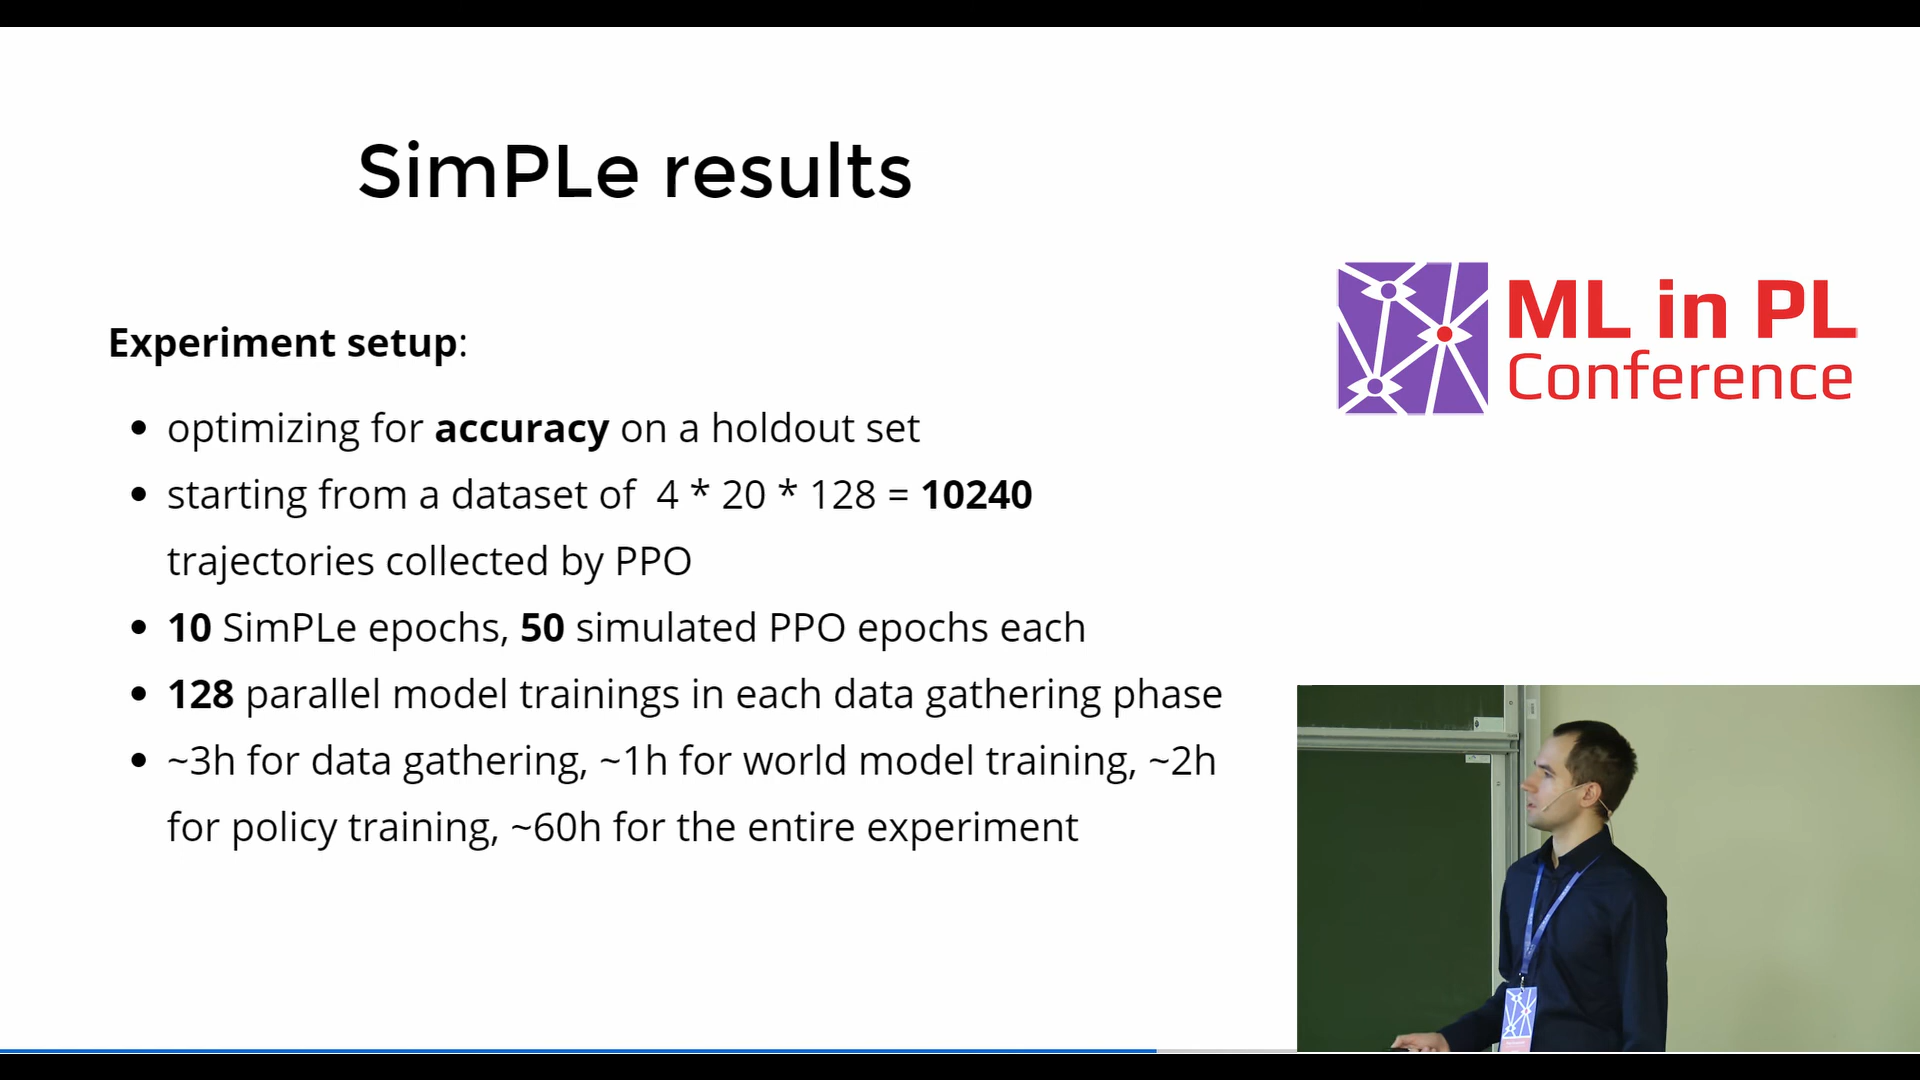 SimPLe results
Experiment setup:
• optimizing for accuracy on a holdout set
• starting from a dataset of 4 * 20 * 128 = 10240
trajectories collected by PPO
• 10 SimPLe epochs, 50 simulated PPO epochs each
• 128 parallel model trainings in each data gathering phase
• ~3h for data gathering, ~1h for world model training, ~2h
for policy training, ~60h for the entire experiment
ML in PL
Conference